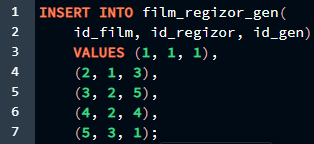 1 INSERT INTO film_regizor_gen(
2 id_film, id_regizor, id_gen)
3 VALUES (1, 1, 1),
4 (2, 1, 3),
5 (3, 2, 5),
6 (4, 2, 4),
7 (5, 3, 1);